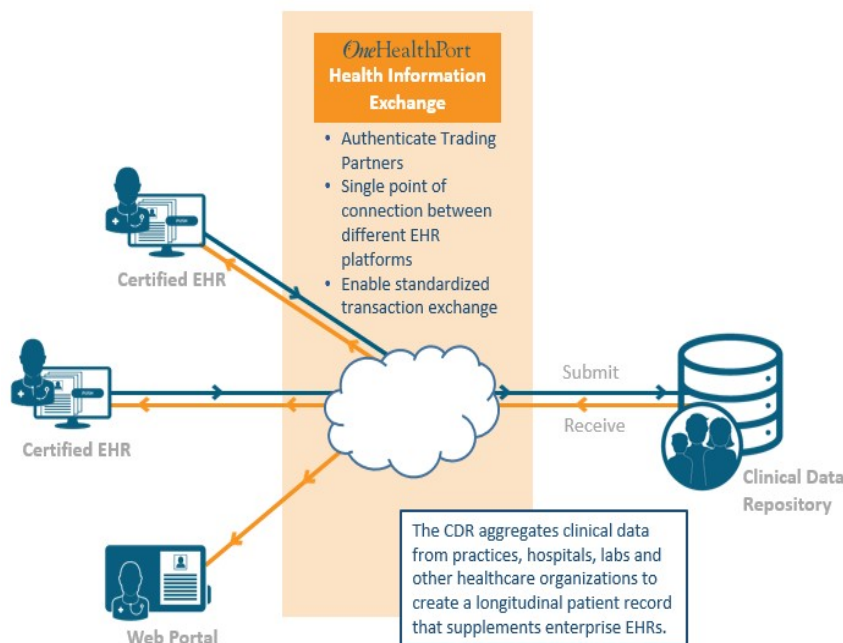 OneHealthPort
Health Information
Exchange
• Authenticate Trading
Partners
• Single point of
connection between
different EHR
platforms
• Enable standardized
transaction exchange
Certified EHR
Certified EHR
Submit
Receive
Clinical Data
Repository
The CDR aggregates clinical data
from practices, hospitals, labs and
other healthcare organizations to
create a longitudinal patient record
that supplements enterprise EHRs.
Web Portal